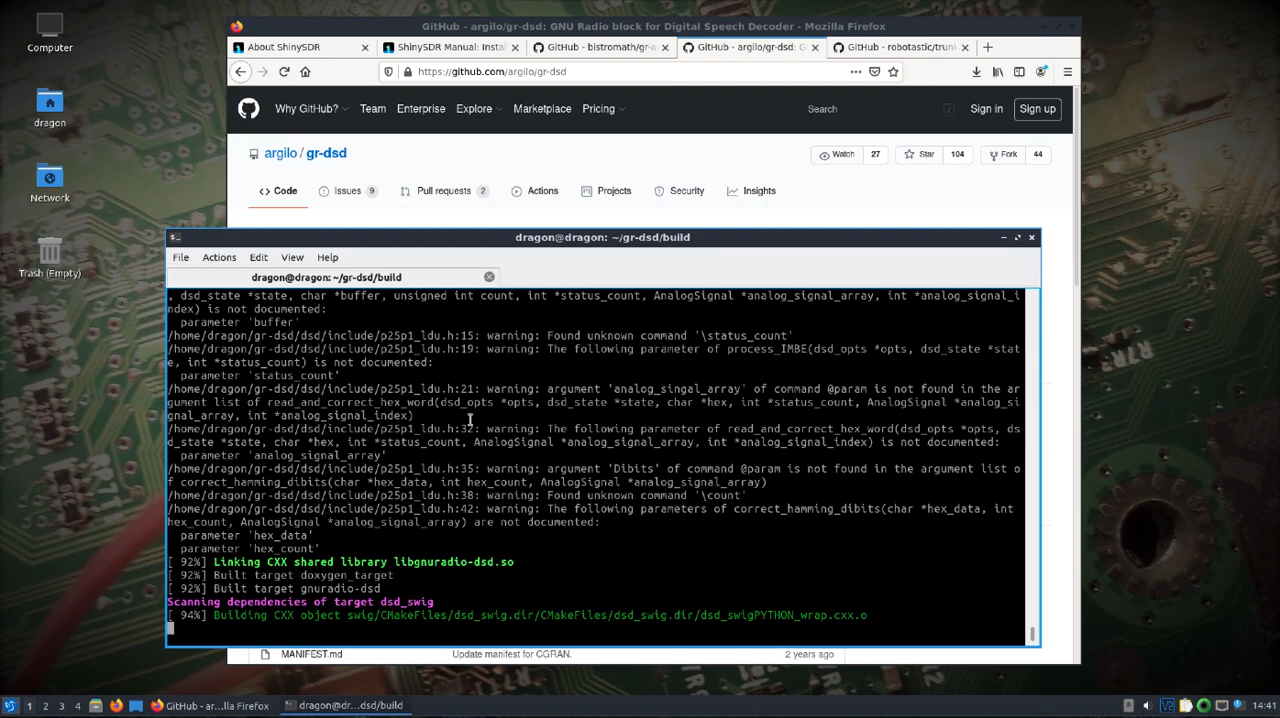 Computer
dragon
Network
Trash (Empty)
GitHub - argilo/gr-dsd: GNU Radio block for Digital Speech Decoder - Mozilla Firefox
About ShinySDR
ShinySDR Manual: Instal
GitHub - bistromath/gr-a
GitHub - argilo/gr-dsd: G
GitHub - robotastic/trun
https://github.com/argilo/gr-dsd
Why GitHub?
Team
Enterprise
Explore
Marketplace
Pricing
Search
/
Sign in
Sign up
argilo / gr-dsd
Watch 27
Star 104
Fork 44
Code
Issues 9
Pull requests 2
Actions
Projects
Security
Insights
dragon@dragon: ~/gr-dsd/build
File Actions Edit View Help
dragon@dragon: ~/gr-dsd/build
, dsd_state *state, char *buffer, unsigned int count, int *status_count, AnalogSignal *analog_signal_array, int *analog_signal_i
ndex) is not documented:
parameter 'buffer'
/home/dragon/gr-dsd/dsd/include/p25p1_ldu.h:15: warning: Found unknown command '\status_count'
/home/dragon/gr-dsd/dsd/include/p25p1_ldu.h:19: warning: The following parameter of process_IMBE(dsd_opts *opts, dsd_state *stat
e, int *status_count) is not documented:
parameter 'status_count'
/home/dragon/gr-dsd/dsd/include/p25p1_ldu.h:21: warning: argument 'analog_singal_array' of command @param is not found in the ar
gument list of read_and_correct_hex_word(dsd_opts *opts, dsd_state *state, char *hex, int *status_count, AnalogSignal *analog_si
gnal_array, int *analog_signal_index)
/home/dragon/gr-dsd/dsd/include/p25p1_ldu.h:32: warning: The following parameter of read_and_correct_hex_word(dsd_opts *opts, ds
d_state *state, char *hex, int *status_count, AnalogSignal *analog_signal_array, int *analog_signal_index) is not documented:
parameter 'analog_signal_array'
/home/dragon/gr-dsd/dsd/include/p25p1_ldu.h:35: warning: argument 'Dibits' of command @param is not found in the argument list o
f correct_hamming_dibits(char *hex_data, int hex_count, AnalogSignal *analog_signal_array)
/home/dragon/gr-dsd/dsd/include/p25p1_ldu.h:38: warning: Found unknown command '\count'
/home/dragon/gr-dsd/dsd/include/p25p1_ldu.h:42: warning: The following parameters of correct_hamming_dibits(char *hex_data, int
hex_count, AnalogSignal *analog_signal_array) are not documented:
parameter 'hex_data'
parameter 'hex_count'
[ 92%] Linking CXX shared library libgnuradio-dsd.so
[ 92%] Built target doxygen_target
[ 92%] Built target gnuradio-dsd
Scanning dependencies of target dsd_swig
[ 94%] Building CXX object swig/CMakeFiles/dsd_swig.dir/CMakeFiles/dsd_swig.dir/dsd_swigPYTHON_wrap.cxx.o
MANIFEST.md
Update manifest for CGRAN.
2 years ago
1 2 3 4
GitHub - ar...lla Firefox
dragon@dr...dsd/build
14:41